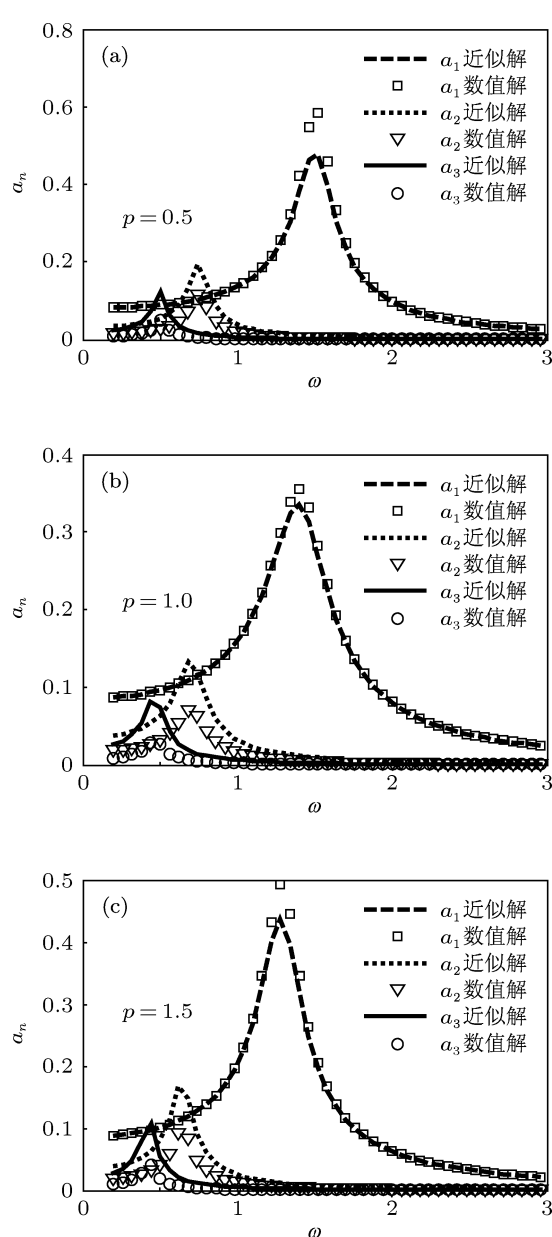 0.8
(a)
a₁近似解
a₁数值解
0.6
a₂近似解
a₂数值解
aₙ
0.4
a₃近似解
a₃数值解
p = 0.5
0.2
0
0
1
2
3
ω
0.4
(b)
a₁近似解
a₁数值解
0.3
a₂近似解
a₂数值解
aₙ
0.2
a₃近似解
p = 1.0
a₃数值解
0.1
0
0
1
2
3
ω
0.5
(c)
a₁近似解
a₁数值解
0.4
a₂近似解
a₂数值解
aₙ
0.3
p = 1.5
a₃近似解
a₃数值解
0.2
0.1
0
0
1
2
3
ω